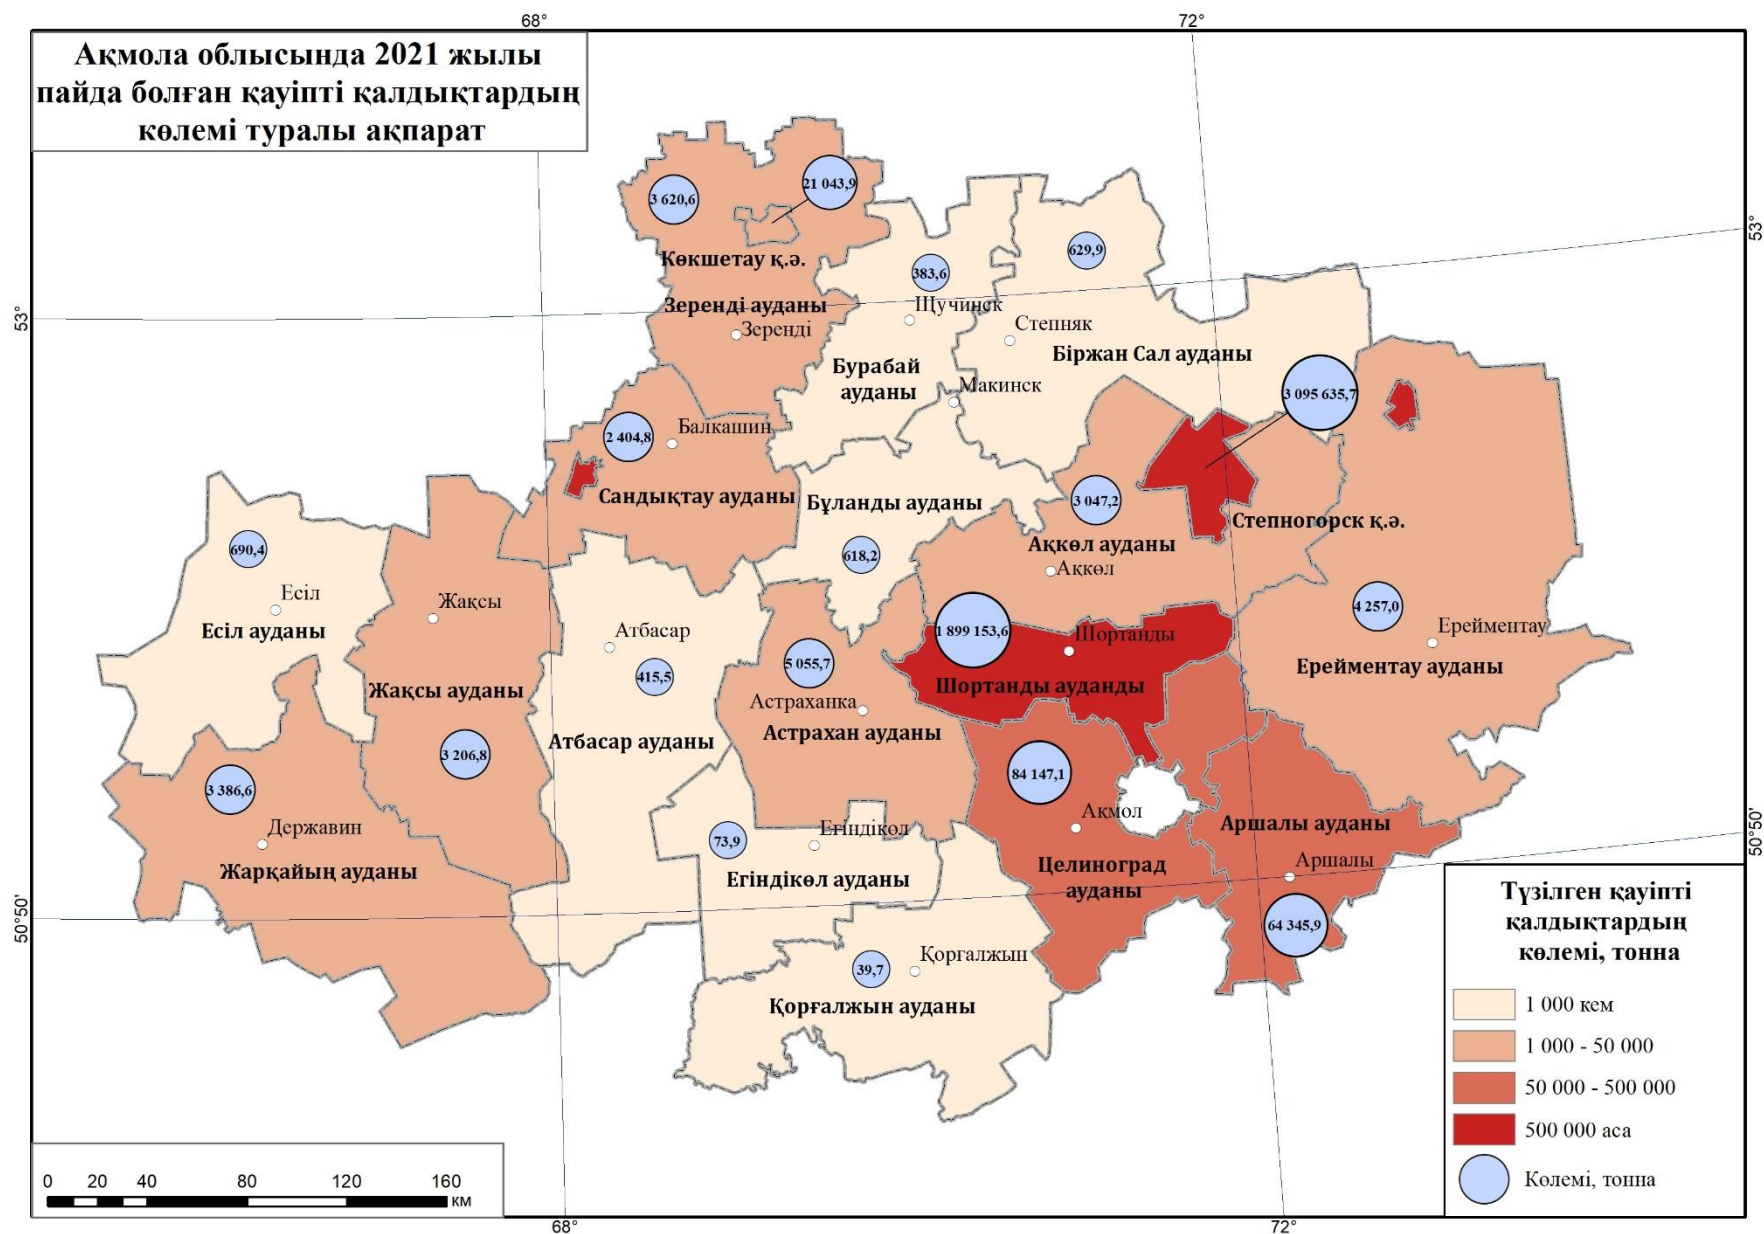 68°
72°
Ақмола облысында 2021 жылы
пайда болған қауіпті қалдықтардың
көлемі туралы ақпарат
3 620,6
21 043,9
53°
629,9
Көкшетау қ.ә.
383,6
Зеренді ауданы
Щучинск
53°
Зеренді
Степняк
Біржан Сал ауданы
Бурабай
ауданы
Макинск
3 095 635,7
Балкашин
2 404,8
Сандықтау ауданы
Бұланды ауданы
3 047,2
Степногорск қ.ә.
Ақкөл ауданы
690,4
618,2
Ақкөл
Есіл
Жақсы
4 257,0
Есіл ауданы
Атбасар
1 899 153,6
Шортанды
Ерейментау
Ерейментау ауданы
5 055,7
415,5
Жақсы ауданы
Шортанды ауданды
Астраханка
Астрахан ауданы
Атбасар ауданы
3 206,8
84 147,1
3 386,6
Ақмол
Аршалы ауданы
Державин
Егіндікөл
73,9
50°50'
Жарқайың ауданы
Егіндікөл ауданы
Целиноград
ауданы
Аршалы
50°50'
64 345,9
Қорғалжын
39,7
Қорғалжын ауданы
Түзілген қауіпті
қалдықтардың
көлемі, тонна
1 000 кем
1 000 - 50 000
50 000 - 500 000
500 000 аса
Көлемі, тонна
0 20 40 80 120 160
км
68°
72°